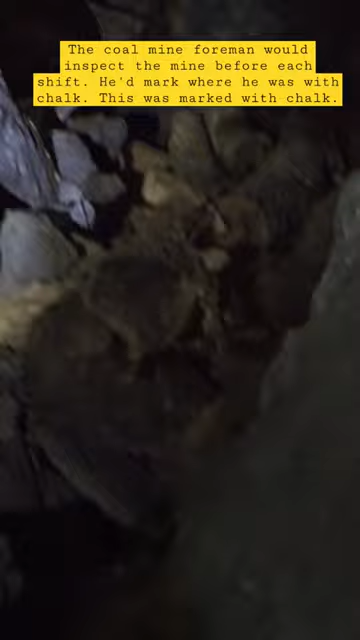 The coal mine foreman would
inspect the mine before each
shift. He'd mark where he was with
chalk. This was marked with chalk.